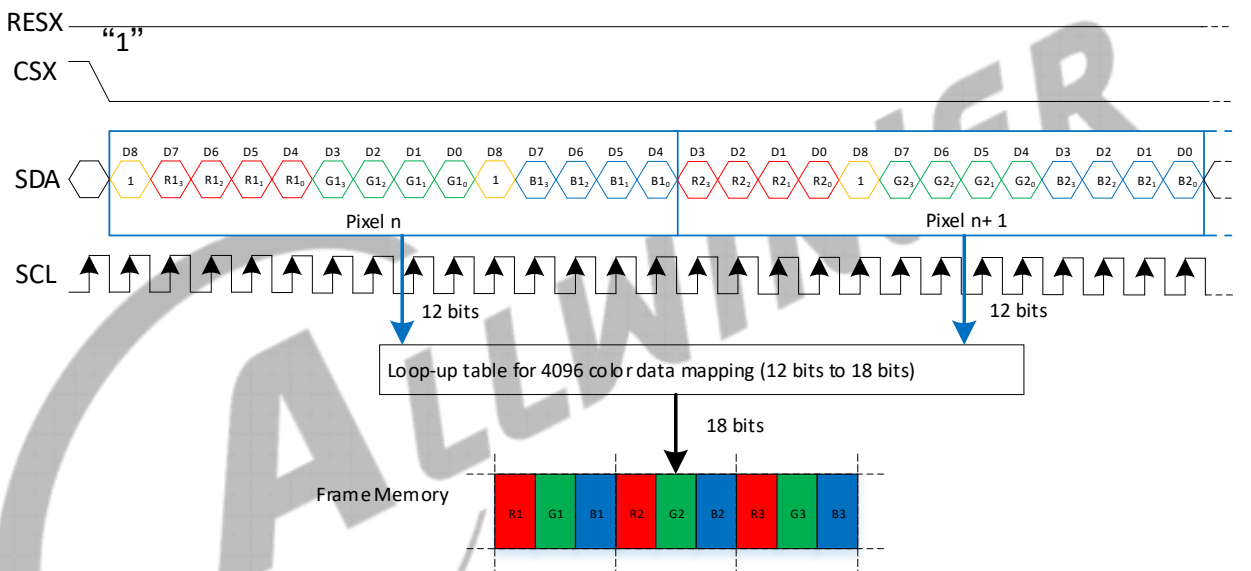 RESX
“1”
CSX
D8 D7 D6 D5 D4 D3 D2 D1 D0 D8 D7 D6 D5 D4 D3 D2 D1 D0 D8 D7 D6 D5 D4 D3 D2 D1 D0
SDA 1 R1₃ R1₂ R1₁ R1₀ G1₃ G1₂ G1₁ G1₀ 1 B1₃ B1₂ B1₁ B1₀ R2₃ R2₂ R2₁ R2₀ 1 G2₃ G2₂ G2₁ G2₀ B2₃ B2₂ B2₁ B2₀
Pixel n Pixel n+ 1
SCL
12 bits 12 bits
Loop-up table for 4096 color data mapping (12 bits to 18 bits)
18 bits
Frame Memory
R1 G1 B1 R2 G2 B2 R3 G3 B3
ALLWINNER